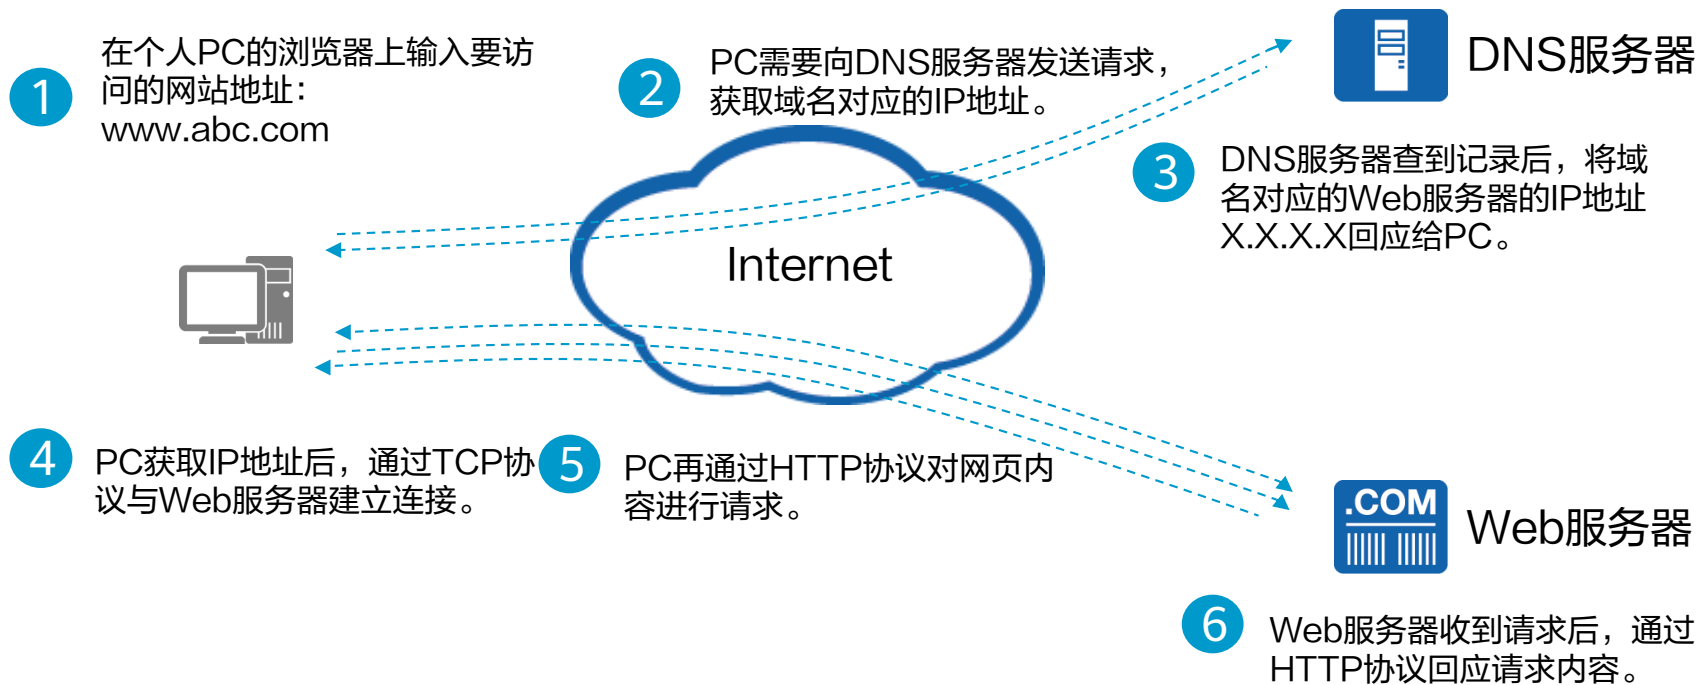 1
在个人PC的浏览器上输入要访
问的网站地址：
www.abc.com
2
PC需要向DNS服务器发送请求，
获取域名对应的IP地址。
DNS服务器
3
DNS服务器查到记录后，将域
名对应的Web服务器的IP地址
X.X.X.X回应给PC。
Internet
4
PC获取IP地址后，通过TCP协
议与Web服务器建立连接。
5
PC再通过HTTP协议对网页内
容进行请求。
.COM
Web服务器
6
Web服务器收到请求后，通过
HTTP协议回应请求内容。